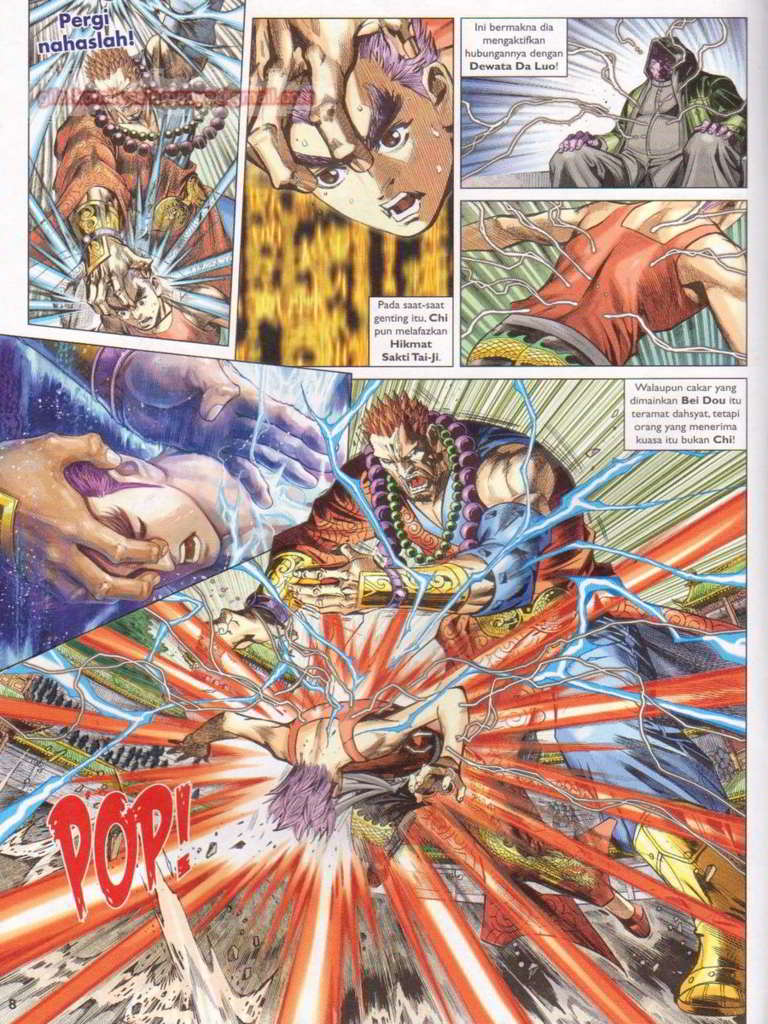 Pergi
nahaslah!
Pada saat-saat
genting itu, Chi
pun melafazkan
Hikmat
Sakti Tai-Ji.
Ini bermakna dia
mengaktifkan
hubungannya dengan
Dewata Da Luo!
Walaupun cakar yang
dimainkan Bei Dou itu
teramat dahsyat, tetapi
orang yang menerima
kuasa itu bukan Chi!
POP!
8